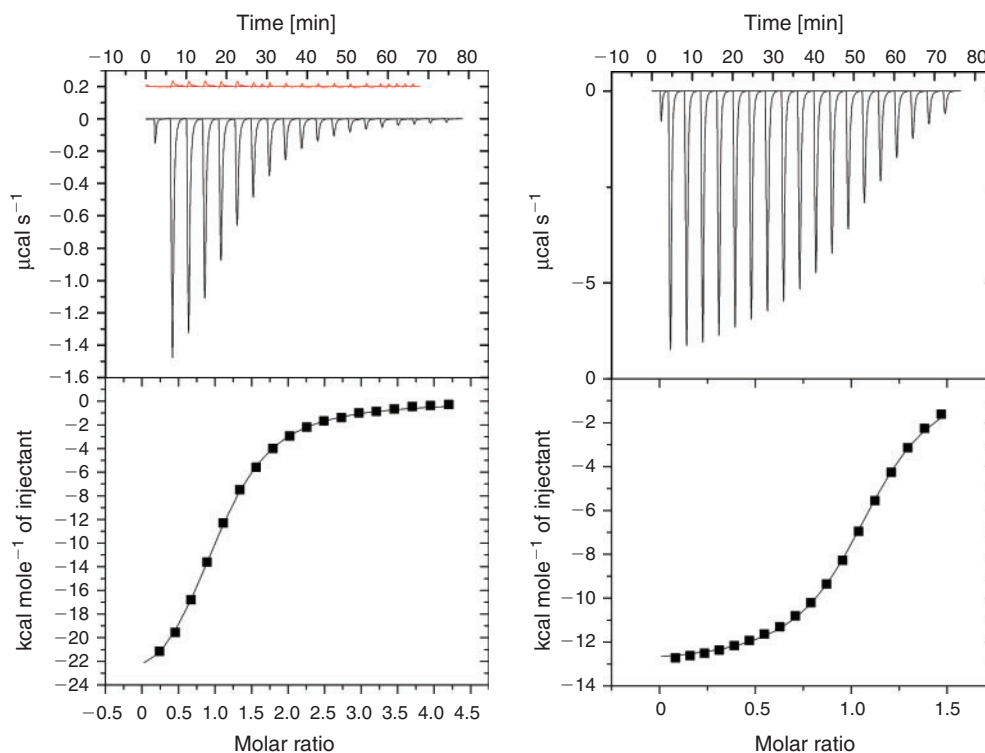 Time [min]
−10 0 10 20 30 40 50 60 70 80
0.2
0
−0.2
−0.4
−0.6
−0.8
−1.0
−1.2
−1.4
−1.6
μcal s⁻¹
0
−2
−4
−6
−8
−12
−12
−14
−18
−16
−20
−22
−24
kcal mole⁻¹ of injectant
−0.5 0 0.5 1.0 1.5 2.0 2.5 3.0 3.5 4.0 4.5
Molar ratio
Time [min]
−10 0 10 20 30 40 50 60 70 80
0
−5
0
μcal s⁻¹
−2
−4
−6
−8
−10
−12
−14
kcal mole⁻¹ of injectant
0 0.5 1.0 1.5
Molar ratio